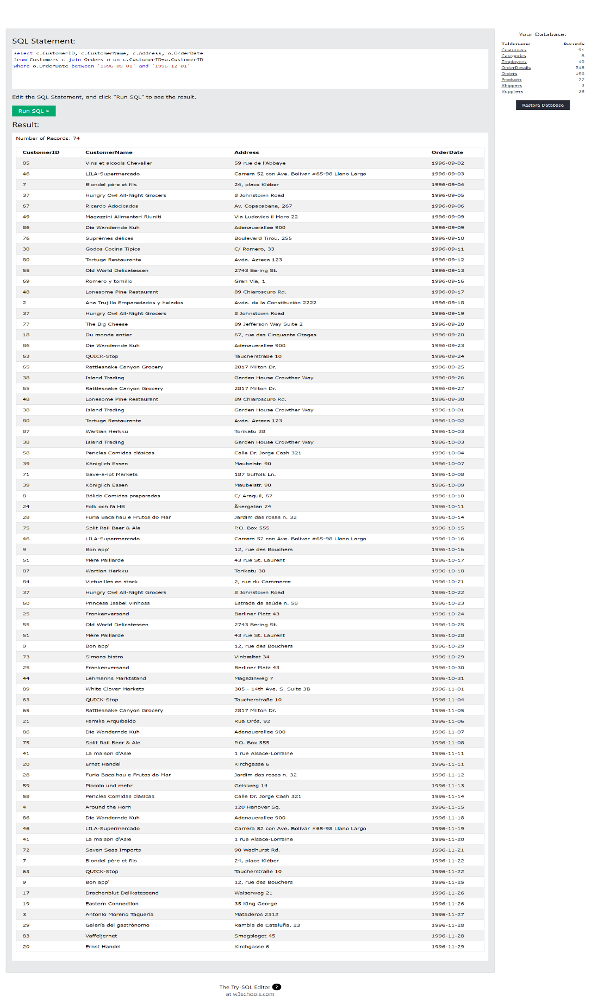 SQL Statement:
select c.CustomerID, c.CustomerName, c.Address, o.OrderDate
from Customers c join Orders o on c.CustomerID=o.CustomerID
where o.OrderDate between '1996-09-01' and '1996-12-01'
Edit the SQL Statement, and click "Run SQL" to see the result.
Run SQL »
Result:
Number of Records: 74
CustomerID CustomerName Address OrderDate
85 Vins et alcools Chevalier 59 rue de l'Abbaye 1996-09-02
46 LILA-Supermercado Carrera 52 con Ave. Bolívar #65-98 Llano Largo 1996-09-03
7 Blondel père et fils 24, place Kléber 1996-09-04
37 Hungry Owl All-Night Grocers 8 Johnstown Road 1996-09-05
67 Ricardo Adocicados Av. Copacabana, 267 1996-09-06
49 Magazzini Alimentari Riuniti Via Ludovico il Moro 22 1996-09-09
86 Die Wandernde Kuh Adenauerallee 900 1996-09-09
76 Suprêmes délices Boulevard Tirou, 255 1996-09-10
30 Godos Cocina Típica C/ Romero, 33 1996-09-11
80 Tortuga Restaurante Avda. Azteca 123 1996-09-12
55 Old World Delicatessen 2743 Bering St. 1996-09-13
69 Romero y tomillo Gran Vía, 1 1996-09-16
48 Lonesome Pine Restaurant 89 Chiaroscuro Rd. 1996-09-17
2 Ana Trujillo Emparedados y helados Avda. de la Constitución 2222 1996-09-18
37 Hungry Owl All-Night Grocers 8 Johnstown Road 1996-09-19
77 The Big Cheese 89 Jefferson Way Suite 2 1996-09-20
18 Du monde entier 67, rue des Cinquante Otages 1996-09-20
86 Die Wandernde Kuh Adenauerallee 900 1996-09-23
63 QUICK-Stop Taucherstraße 10 1996-09-24
65 Rattlesnake Canyon Grocery 2817 Milton Dr. 1996-09-25
38 Island Trading Garden House Crowther Way 1996-09-26
65 Rattlesnake Canyon Grocery 2817 Milton Dr. 1996-09-27
48 Lonesome Pine Restaurant 89 Chiaroscuro Rd. 1996-09-30
38 Island Trading Garden House Crowther Way 1996-10-01
80 Tortuga Restaurante Avda. Azteca 123 1996-10-02
87 Wartian Herkku Torikatu 38 1996-10-03
38 Island Trading Garden House Crowther Way 1996-10-03
58 Pericles Comidas clásicas Calle Dr. Jorge Cash 321 1996-10-04
39 Königlich Essen Maubelstr. 90 1996-10-07
71 Save-a-lot Markets 187 Suffolk Ln. 1996-10-08
39 Königlich Essen Maubelstr. 90 1996-10-09
8 Bólido Comidas preparadas C/ Araquil, 67 1996-10-10
24 Folk och fä HB Åkergatan 24 1996-10-11
28 Furia Bacalhau e Frutos do Mar Jardim das rosas n. 32 1996-10-14
75 Split Rail Beer & Ale P.O. Box 555 1996-10-15
46 LILA-Supermercado Carrera 52 con Ave. Bolívar #65-98 Llano Largo 1996-10-16
9 Bon app' 12, rue des Bouchers 1996-10-16
51 Mère Paillarde 43 rue St. Laurent 1996-10-17
87 Wartian Herkku Torikatu 38 1996-10-18
84 Victuailles en stock 2, rue du Commerce 1996-10-21
37 Hungry Owl All-Night Grocers 8 Johnstown Road 1996-10-22
60 Princesa Isabel Vinhoss Estrada da saúde n. 58 1996-10-23
25 Frankenversand Berliner Platz 43 1996-10-24
55 Old World Delicatessen 2743 Bering St. 1996-10-25
51 Mère Paillarde 43 rue St. Laurent 1996-10-28
9 Bon app' 12, rue des Bouchers 1996-10-29
73 Simons bistro Vinbæltet 34 1996-10-29
25 Frankenversand Berliner Platz 43 1996-10-30
44 Lehmanns Marktstand Magazinweg 7 1996-10-31
89 White Clover Markets 305 - 14th Ave. S. Suite 3B 1996-11-01
63 QUICK-Stop Taucherstraße 10 1996-11-04
65 Rattlesnake Canyon Grocery 2817 Milton Dr. 1996-11-05
21 Familia Arquibaldo Rua Orós, 92 1996-11-06
86 Die Wandernde Kuh Adenauerallee 900 1996-11-07
75 Split Rail Beer & Ale P.O. Box 555 1996-11-08
41 La maison d'Asie 1 rue Alsace-Lorraine 1996-11-11
20 Ernst Handel Kirchgasse 6 1996-11-11
28 Furia Bacalhau e Frutos do Mar Jardim das rosas n. 32 1996-11-12
59 Piccolo und mehr Geislweg 14 1996-11-13
58 Pericles Comidas clásicas Calle Dr. Jorge Cash 321 1996-11-14
4 Around the Horn 120 Hanover Sq. 1996-11-15
86 Die Wandernde Kuh Adenauerallee 900 1996-11-18
46 LILA-Supermercado Carrera 52 con Ave. Bolívar #65-98 Llano Largo 1996-11-19
41 La maison d'Asie 1 rue Alsace-Lorraine 1996-11-20
72 Seven Seas Imports 90 Wadhurst Rd. 1996-11-21
7 Blondel père et fils 24, place Kléber 1996-11-22
63 QUICK-Stop Taucherstraße 10 1996-11-22
9 Bon app' 12, rue des Bouchers 1996-11-25
17 Drachenblut Delikatessend Walserweg 21 1996-11-26
19 Eastern Connection 35 King George 1996-11-26
3 Antonio Moreno Taquería Mataderos 2312 1996-11-27
29 Galería del gastrónomo Rambla de Cataluña, 23 1996-11-28
83 Vaffeljernet Smagsløget 45 1996-11-28
20 Ernst Handel Kirchgasse 6 1996-11-29
Your Database:
Tablename Records
Customers 91
Categories 8
Employees 10
OrderDetails 518
Orders 196
Products 77
Shippers 3
Suppliers 29
Restore Database
The Try-SQL Editor ?
at w3schools.com